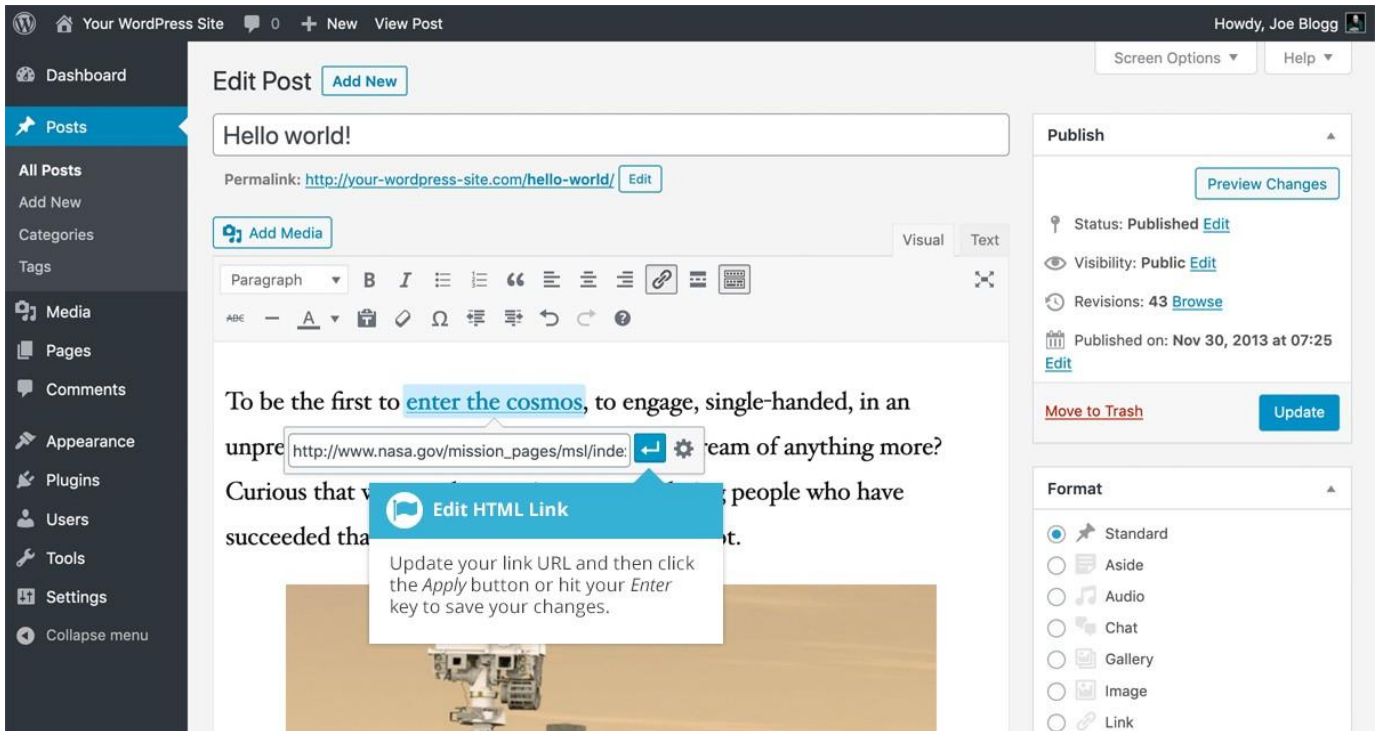 Your WordPress Site 0 + New View Post Howdy, Joe Blogg
Screen Options ▼ Help ▼
Dashboard
Posts
All Posts
Add New
Categories
Tags
Media
Pages
Comments
Appearance
Plugins
Users
Tools
Settings
Collapse menu
Edit Post Add New
Hello world!
Permalink: http://your-wordpress-site.com/hello-world/ Edit
Add Media
Visual Text
Paragraph ▼ B I
ABC A ▼ Ω
To be the first to enter the cosmos, to engage, single-handed, in an
http://www.nasa.gov/mission_pages/msl/inde
of anything more?
Curious that people who have
succeeded
Edit HTML Link
Update your link URL and then click
the Apply button or hit your Enter
key to save your changes.
Publish
Preview Changes
Status: Published Edit
Visibility: Public Edit
Revisions: 43 Browse
Published on: Nov 30, 2013 at 07:25
Edit
Move to Trash Update
Format
Standard
Aside
Audio
Chat
Gallery
Image
Link